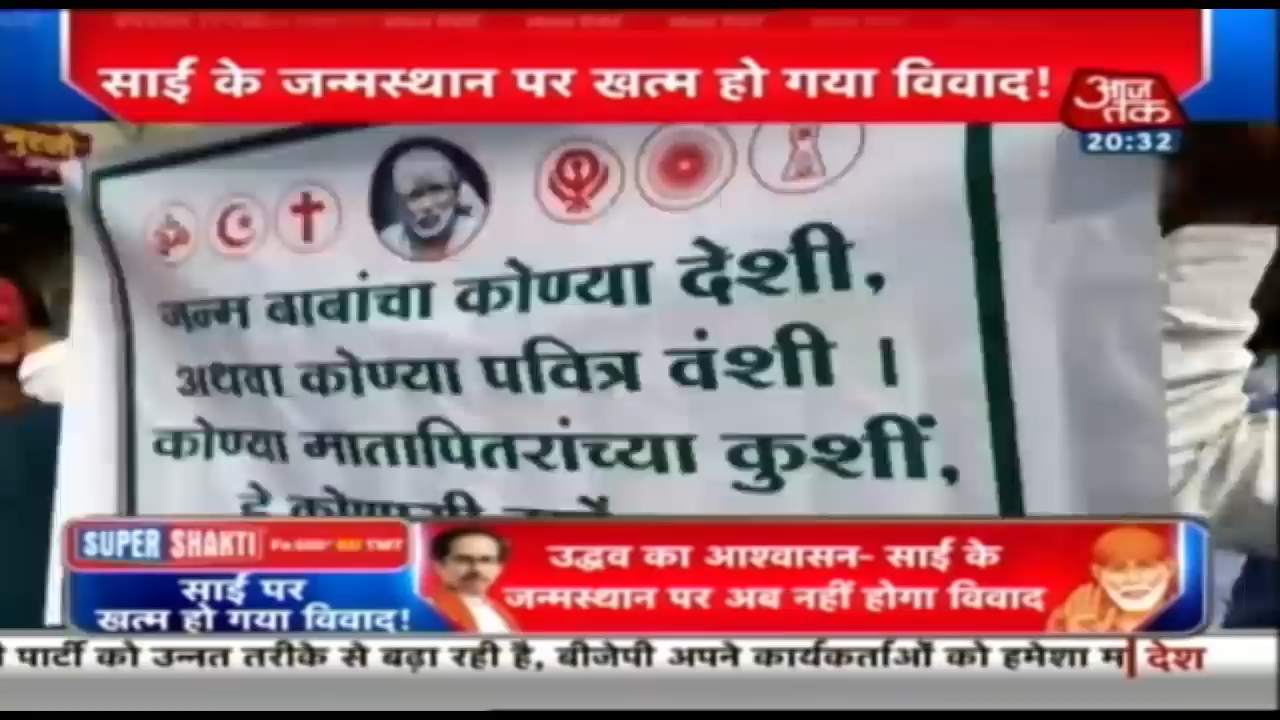 साईं के जन्मस्थान पर खत्म हो गया विवाद!
आज तक
20:32
जन्म बाबांचा कोण्या देशी,
अथवा कोण्या पवित्र वंशी ।
कोण्या मातापितरांच्या कुशीं,
SUPER SHAKTI
TMT
साईं पर
खत्म हो गया विवाद!
उद्धव का आश्वासन- साईं के
जन्मस्थान पर अब नहीं होगा विवाद
पार्टी को उन्नत तरीके से बढ़ा रही है, बीजेपी अपने कार्यकर्ताओं को हमेशा
देश